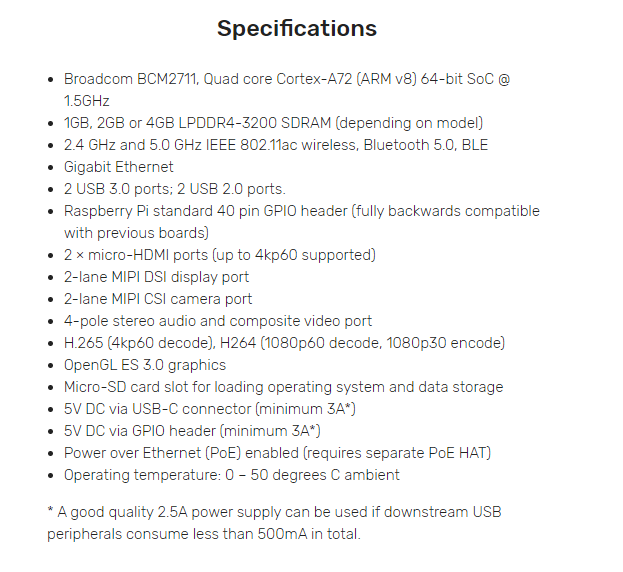 Specifications
• Broadcom BCM2711, Quad core Cortex-A72 (ARM v8) 64-bit SoC @
1.5GHz
• 1GB, 2GB or 4GB LPDDR4-3200 SDRAM (depending on model)
• 2.4 GHz and 5.0 GHz IEEE 802.11ac wireless, Bluetooth 5.0, BLE
• Gigabit Ethernet
• 2 USB 3.0 ports; 2 USB 2.0 ports.
• Raspberry Pi standard 40 pin GPIO header (fully backwards compatible
with previous boards)
• 2 × micro-HDMI ports (up to 4kp60 supported)
• 2-lane MIPI DSI display port
• 2-lane MIPI CSI camera port
• 4-pole stereo audio and composite video port
• H.265 (4kp60 decode), H264 (1080p60 decode, 1080p30 encode)
• OpenGL ES 3.0 graphics
• Micro-SD card slot for loading operating system and data storage
• 5V DC via USB-C connector (minimum 3A*)
• 5V DC via GPIO header (minimum 3A*)
• Power over Ethernet (PoE) enabled (requires separate PoE HAT)
• Operating temperature: 0 – 50 degrees C ambient
* A good quality 2.5A power supply can be used if downstream USB
peripherals consume less than 500mA in total.